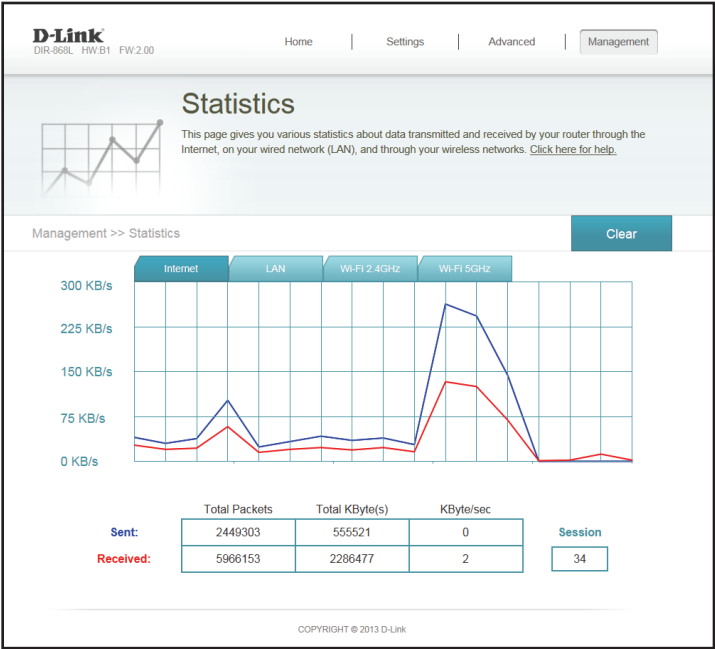 D-Link
DIR-868L HW:B1 FW:2.00
Home Settings Advanced Management
Statistics
This page gives you various statistics about data transmitted and received by your router through the
Internet, on your wired network (LAN), and through your wireless networks. Click here for help.
Management >> Statistics
Clear
Internet LAN Wi-Fi 2.4GHz Wi-Fi 5GHz
300 KB/s
225 KB/s
150 KB/s
75 KB/s
0 KB/s
Total Packets Total KByte(s) KByte/sec
Sent: 2449303 555521 0 Session
Received: 5966153 2286477 2 34
COPYRIGHT © 2013 D-Link